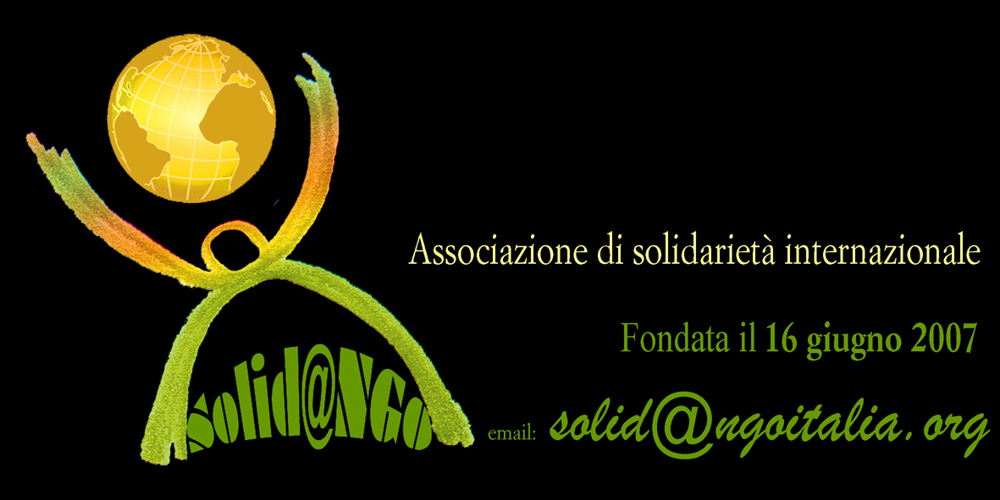 Associazione di solidarietà internazionale
Fondata il 16 giugno 2007
Solid@NGO
email: solid@ngoitalia.org